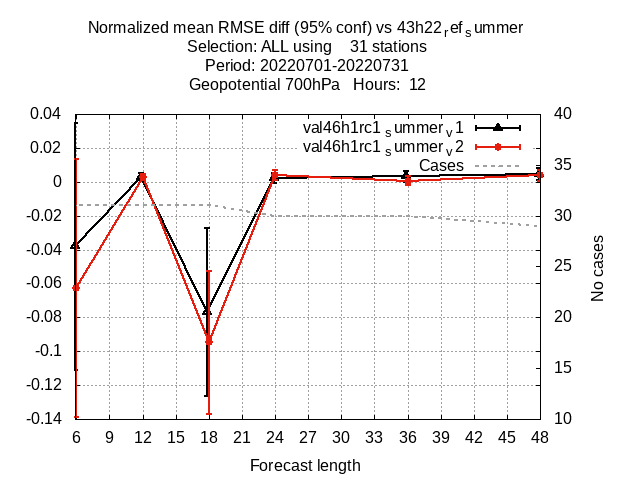 Normalized mean RMSE diff (95% conf) vs 43h22refsummer
Selection: ALL using 31 stations
Period: 20220701-20220731
Geopotential 700hPa Hours: 12
val46h1rc1summerv1
val46h1rc1summerv2
Cases
0.04
0.02
0
-0.02
-0.04
-0.06
-0.08
-0.1
-0.12
-0.14
40
35
30
25
20
15
10
No cases
6 9 12 15 18 21 24 27 30 33 36 39 42 45 48
Forecast length